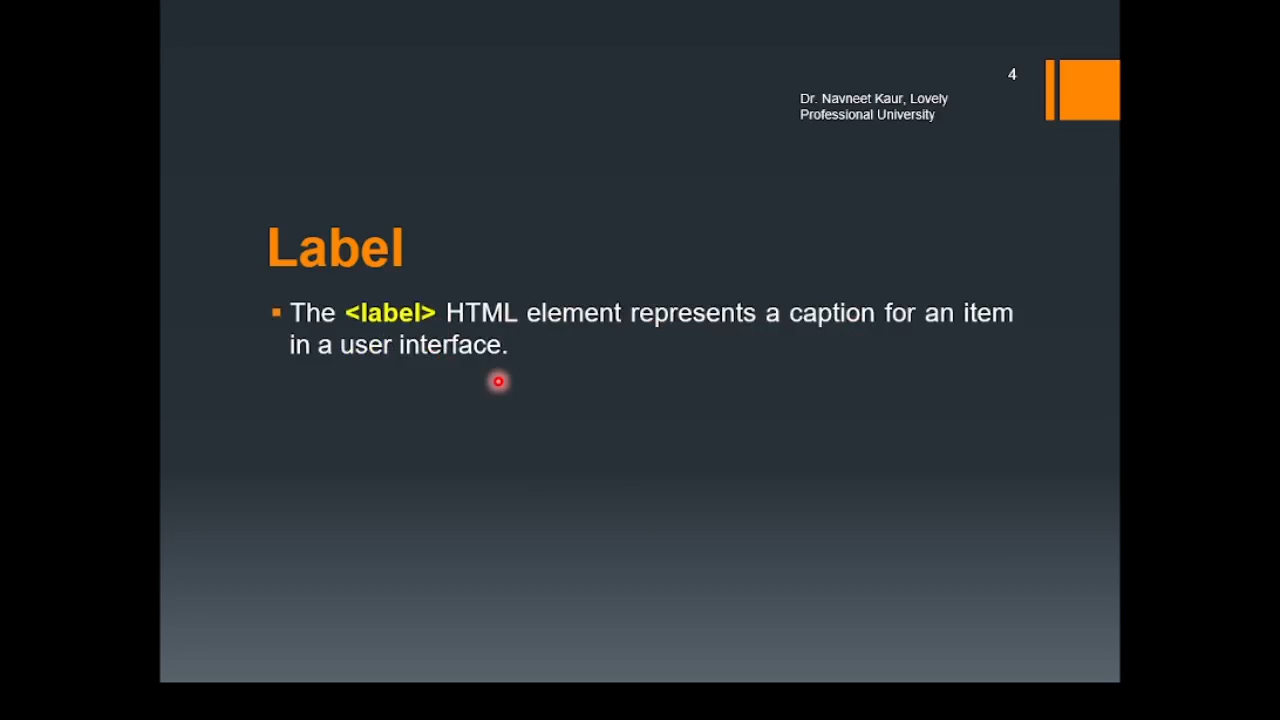 4
Dr. Navneet Kaur, Lovely
Professional University
Label
The <label> HTML element represents a caption for an item
in a user interface.